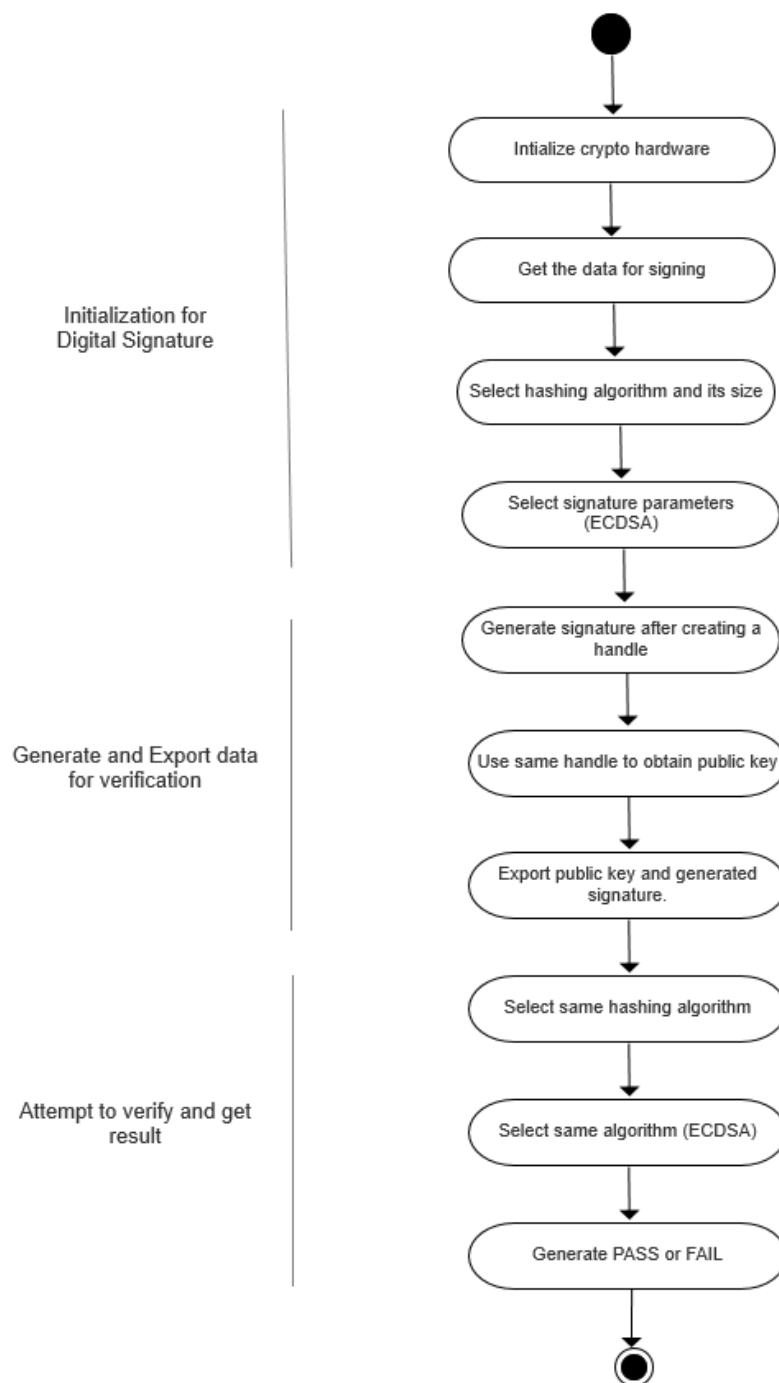 Intialize crypto hardware
Get the data for signing
Initialization for
Digital Signature
Select hashing algorithm and its size
Select signature parameters
(ECDSA)
Generate signature after creating a
handle
Generate and Export data
for verification
Use same handle to obtain public key
Export public key and generated
signature.
Select same hashing algorithm
Attempt to verify and get
result
Select same algorithm (ECDSA)
Generate PASS or FAIL